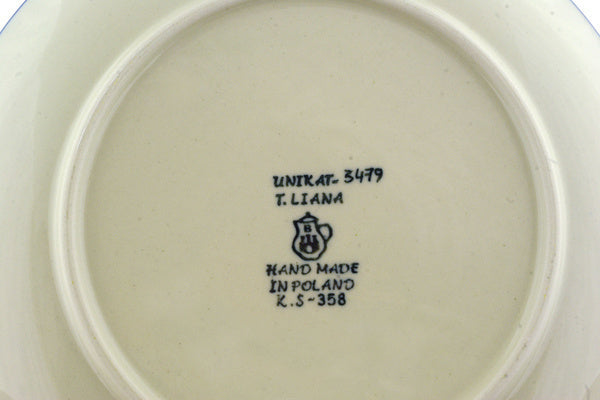 UNIKAT-3479
T. LIANA
B
HAND MADE
IN POLAND
K.S-358